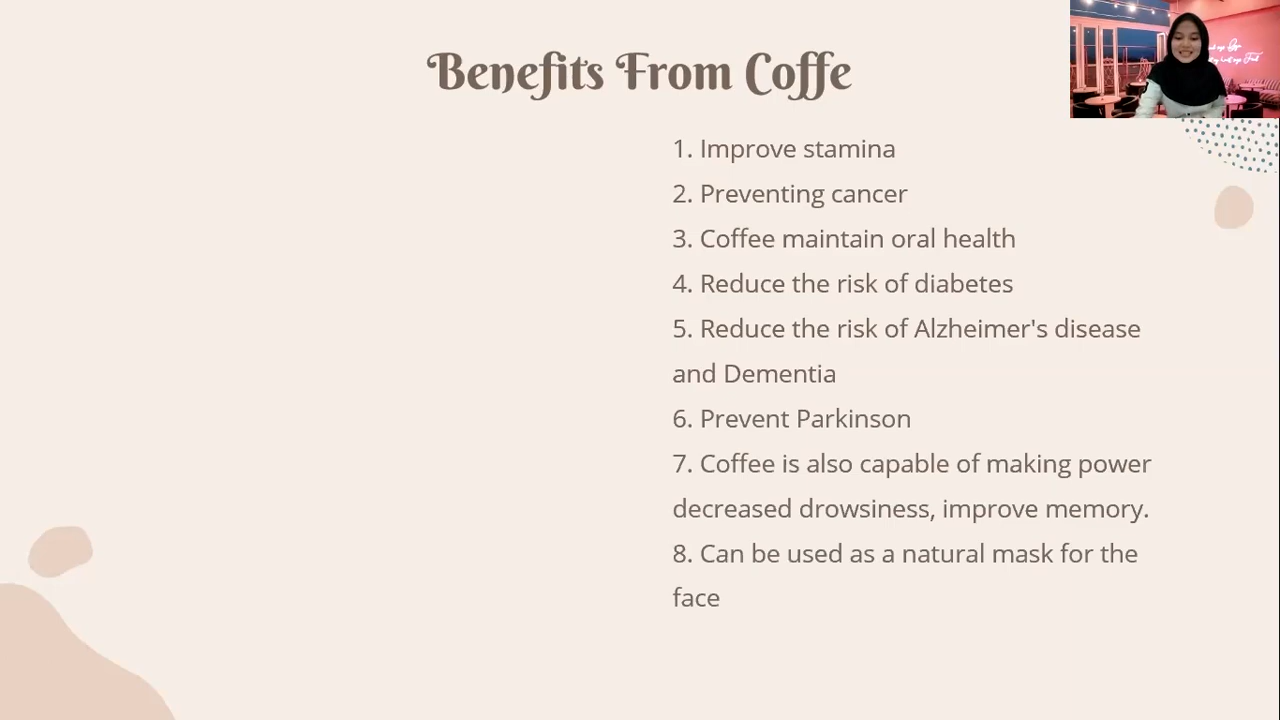 Benefits From Coffe
1. Improve stamina
2. Preventing cancer
3. Coffee maintain oral health
4. Reduce the risk of diabetes
5. Reduce the risk of Alzheimer's disease
and Dementia
6. Prevent Parkinson
7. Coffee is also capable of making power
decreased drowsiness, improve memory.
8. Can be used as a natural mask for the
face